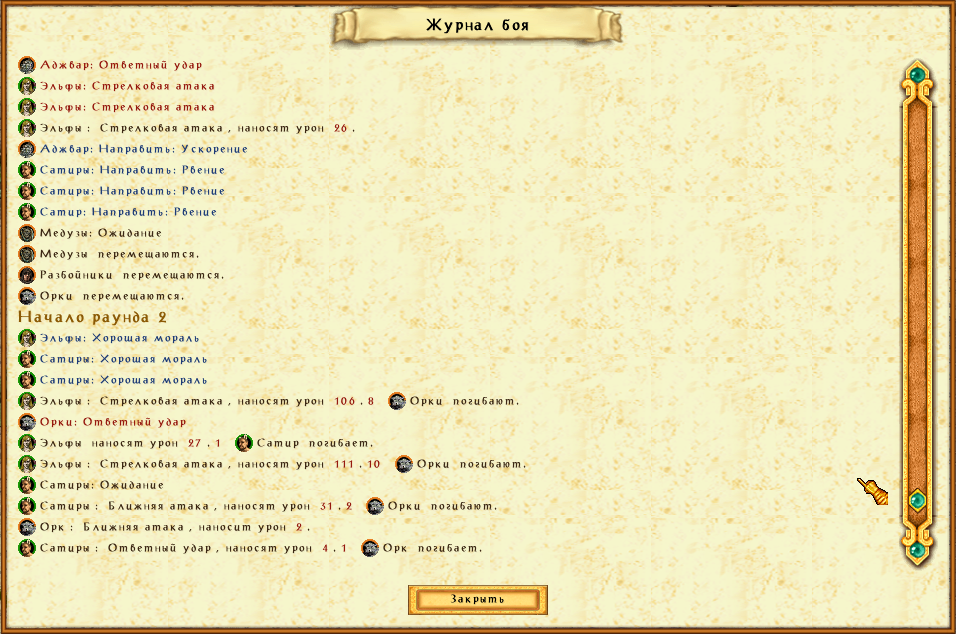 Журнал боя
Аджвар: Ответный удар
Эльфы: Стрелковая атака
Эльфы: Стрелковая атака
Эльфы : Стрелковая атака , наносят урон 26 .
Аджвар: Направить: Ускорение
Сатиры: Направить: Рвение
Сатиры: Направить: Рвение
Сатир: Направить: Рвение
Медузы: Ожидание
Медузы перемещаются.
Разбойники перемещаются.
Орки перемещаются.
Начало раунда 2
Эльфы: Хорошая мораль
Сатиры: Хорошая мораль
Сатиры: Хорошая мораль
Эльфы : Стрелковая атака , наносят урон 106 . 8 Орки погибают.
Орки: Ответный удар
Эльфы наносят урон 27 . 1 Сатир погибает.
Эльфы : Стрелковая атака , наносят урон 111 . 10 Орки погибают.
Сатиры: Ожидание
Сатиры : Ближняя атака , наносят урон 31 . 2 Орки погибают.
Орк : Ближняя атака , наносит урон 2 .
Сатиры : Ответный удар , наносят урон 4 . 1 Орк погибает.
Закрыть